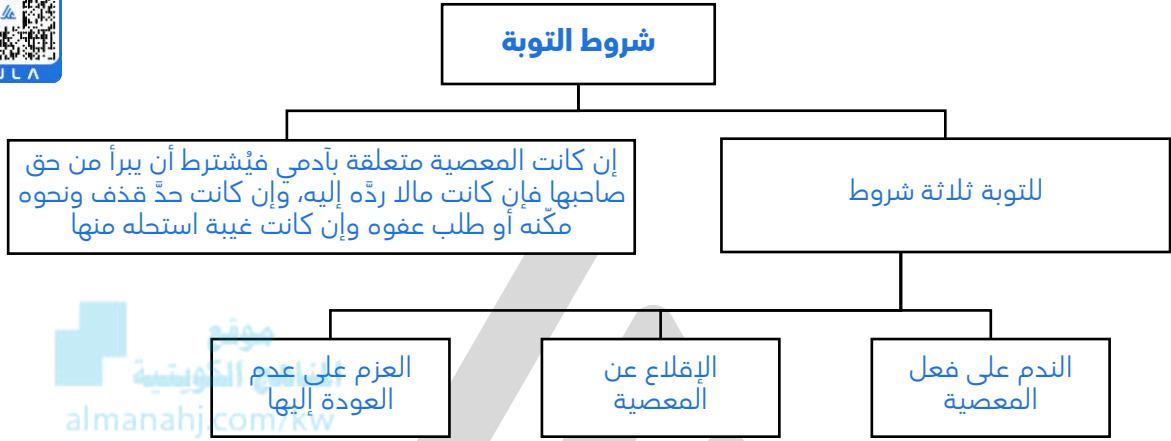 ULA
شروط التوبة
للتوبة ثلاثة شروط
إن كانت المعصية متعلقة بآدمي فيُشترط أن يبرأ من حق
صاحبها فإن كانت مالا ردَّه إليه، وإن كانت حدَّ قذف ونحوه
مكّنه أو طلب عفوه وإن كانت غيبة استحله منها
الندم على فعل
المعصية
الإقلاع عن
المعصية
العزم على عدم
العودة إليها
موقع
المناهج الكويتية
almanahj.com/kw